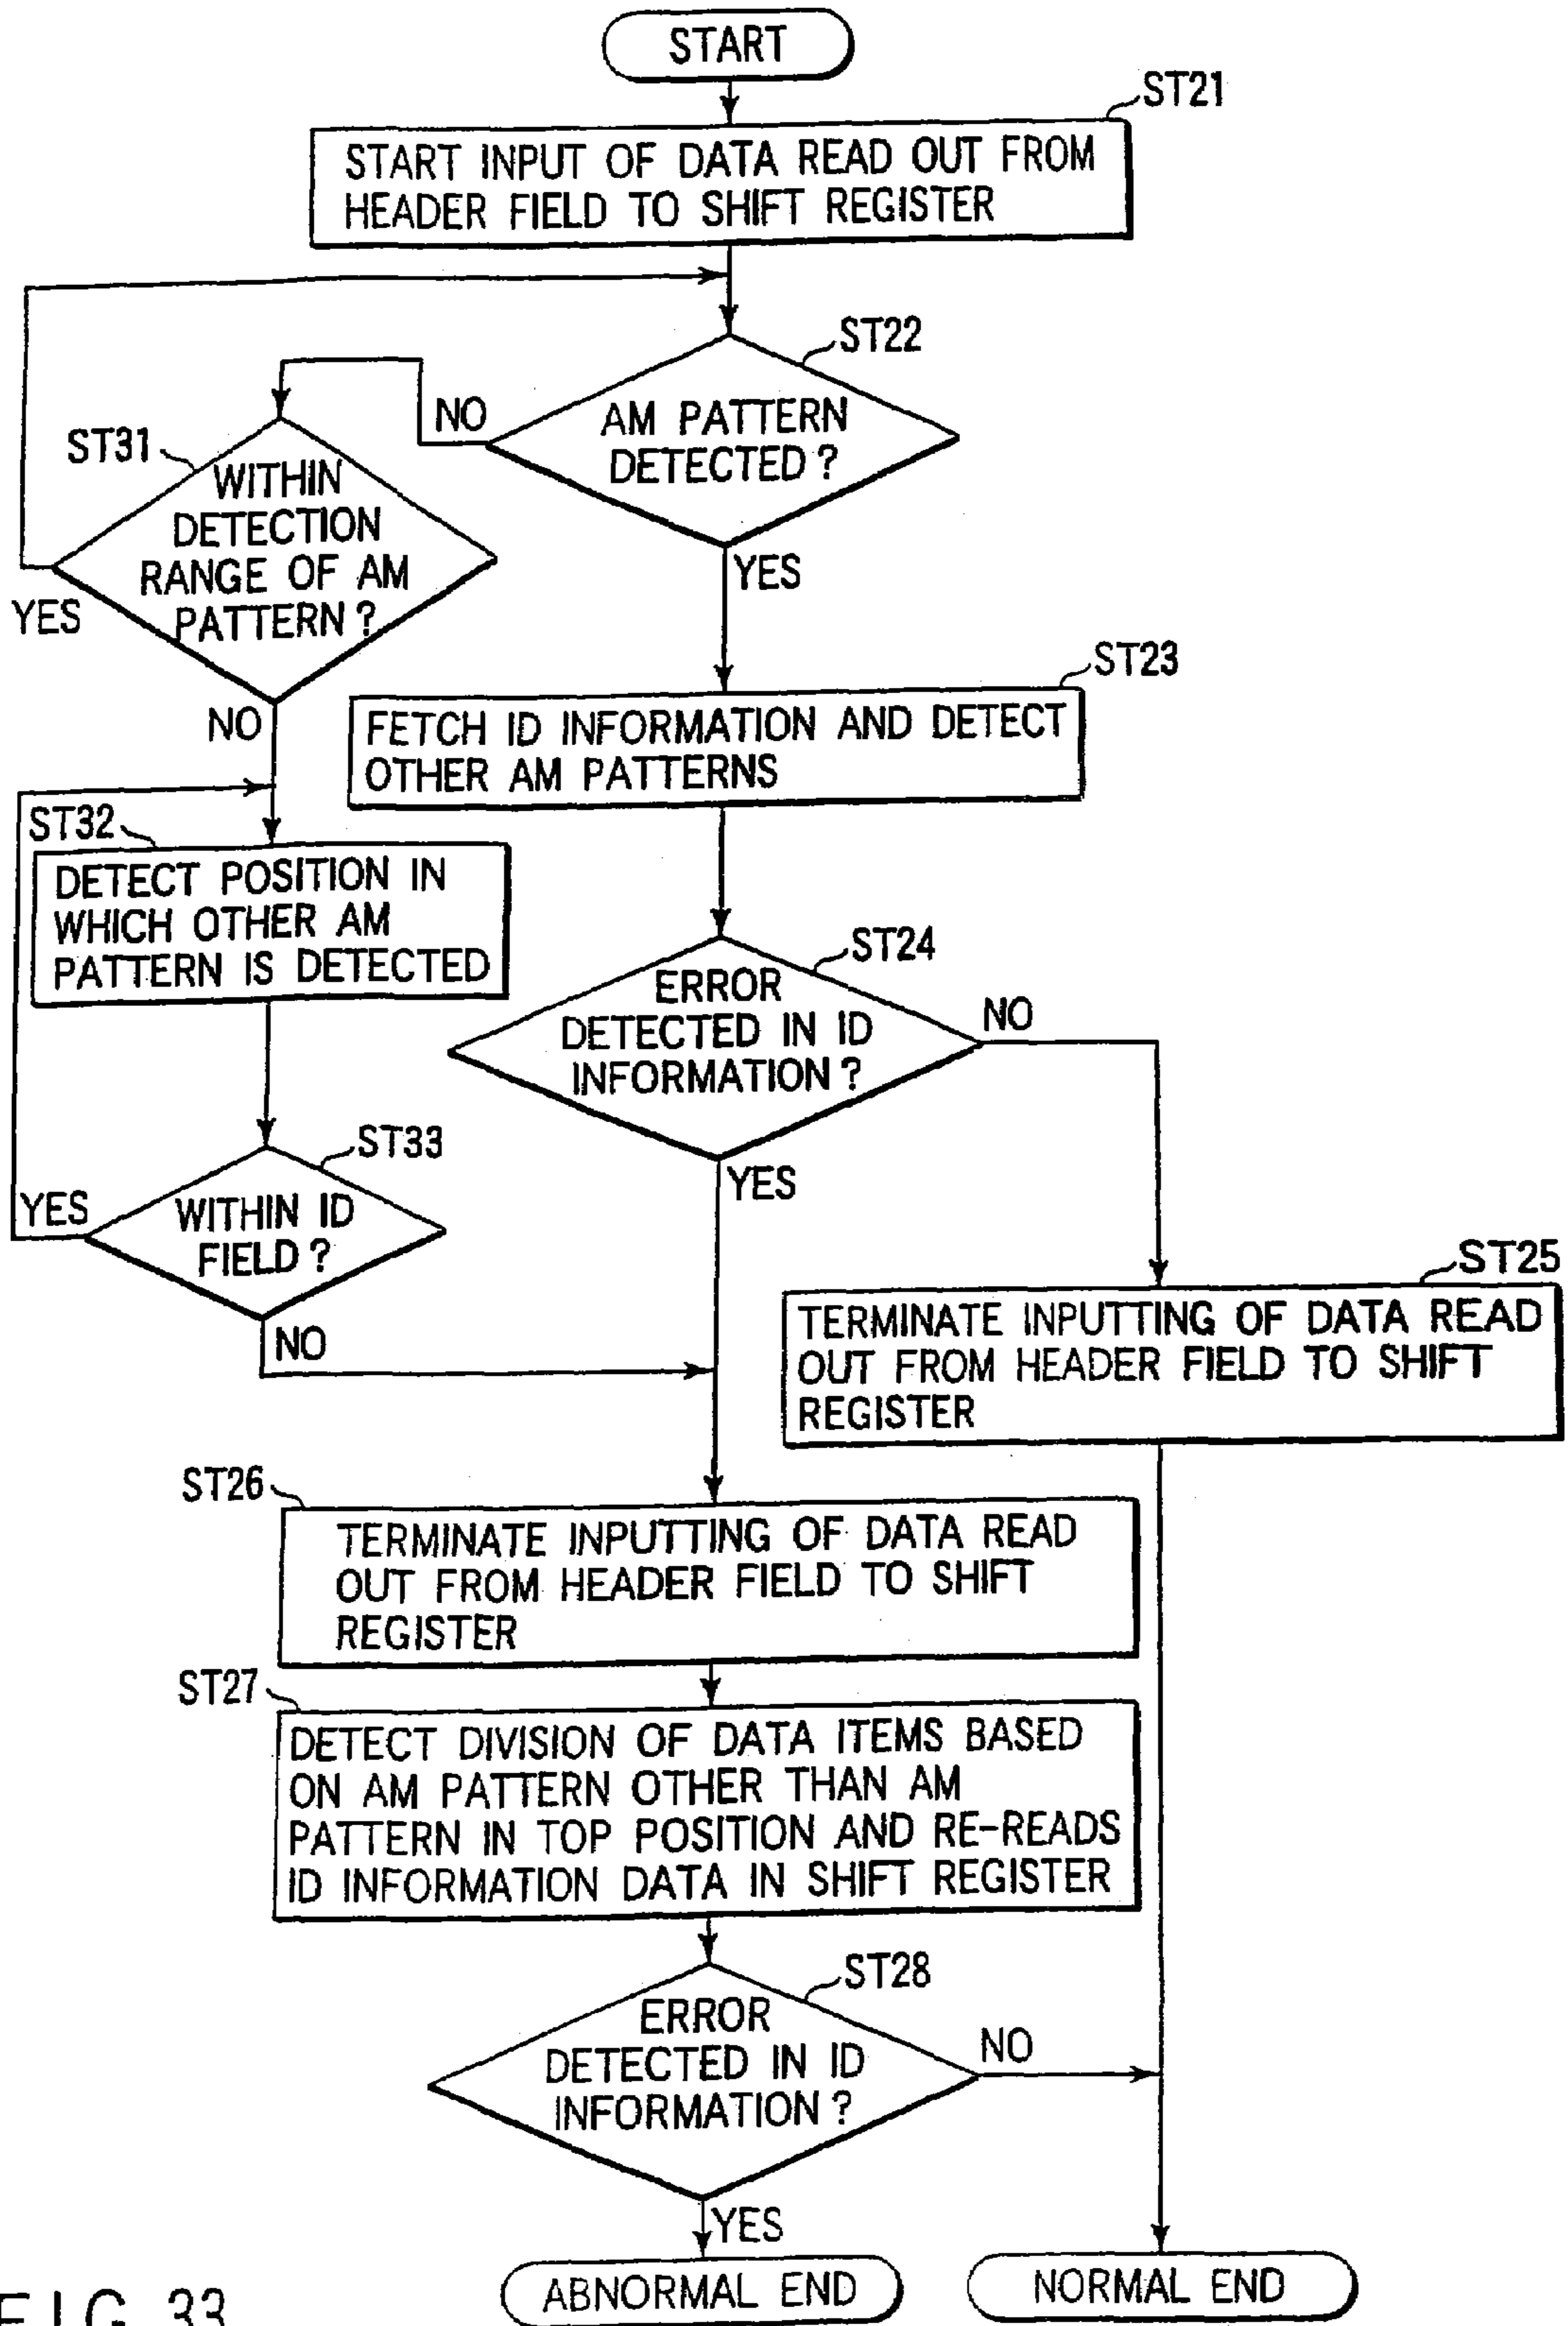 START
ST21
START INPUT OF DATA READ OUT FROM
HEADER FIELD TO SHIFT REGISTER
ST22
AM PATTERN
DETECTED?
NO
YES
ST31
WITHIN
DETECTION
RANGE OF AM
PATTERN?
YES
NO
ST23
FETCH ID INFORMATION AND DETECT
OTHER AM PATTERNS
ST32
DETECT POSITION IN
WHICH OTHER AM
PATTERN IS DETECTED
ST24
ERROR
DETECTED IN ID
INFORMATION?
NO
YES
ST33
WITHIN ID
FIELD?
YES
NO
ST25
TERMINATE INPUTTING OF DATA READ
OUT FROM HEADER FIELD TO SHIFT
REGISTER
ST26
TERMINATE INPUTTING OF DATA READ
OUT FROM HEADER FIELD TO SHIFT
REGISTER
ST27
DETECT DIVISION OF DATA ITEMS BASED
ON AM PATTERN OTHER THAN AM
PATTERN IN TOP POSITION AND RE-READS
ID INFORMATION DATA IN SHIFT REGISTER
ST28
ERROR
DETECTED IN ID
INFORMATION?
NO
YES
ABNORMAL END
NORMAL END
FIG. 33